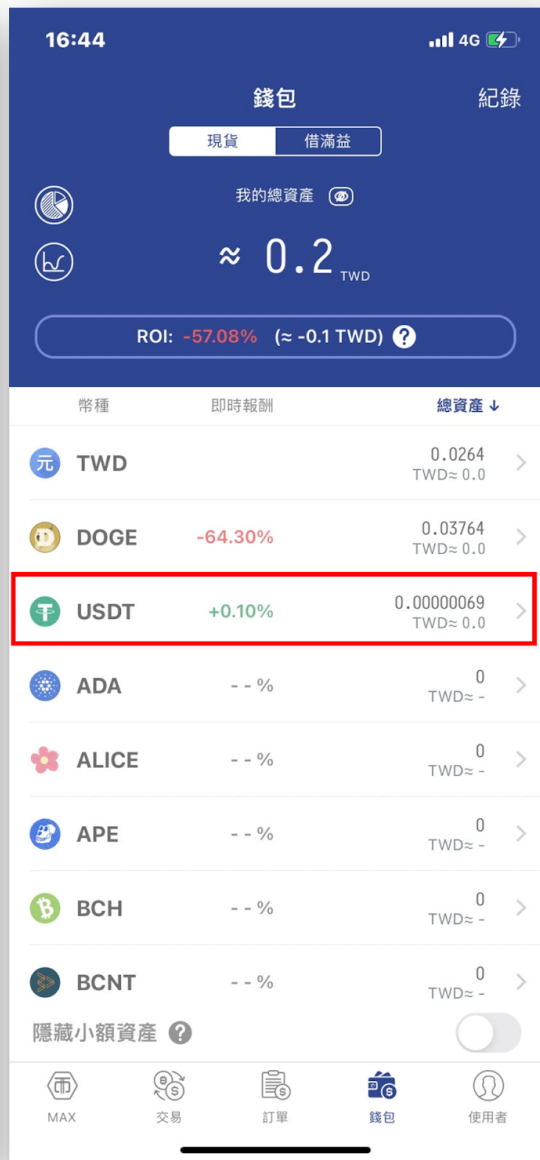 16:44 4G
錢包 紀錄
現貨 借滿益
我的總資產
≈ 0.2 TWD
ROI: -57.08% (≈ -0.1 TWD) ?
幣種 即時報酬 總資產 ↓
元 TWD 0.0264
TWD≈ 0.0
DOGE -64.30% 0.03764
TWD≈ 0.0
USDT +0.10% 0.00000069
TWD≈ 0.0
ADA - - % 0
TWD≈ -
ALICE - - % 0
TWD≈ -
APE - - % 0
TWD≈ -
BCH - - % 0
TWD≈ -
BCNT - - % 0
TWD≈ -
隱藏小額資產 ?
MAX 交易 訂單 錢包 使用者